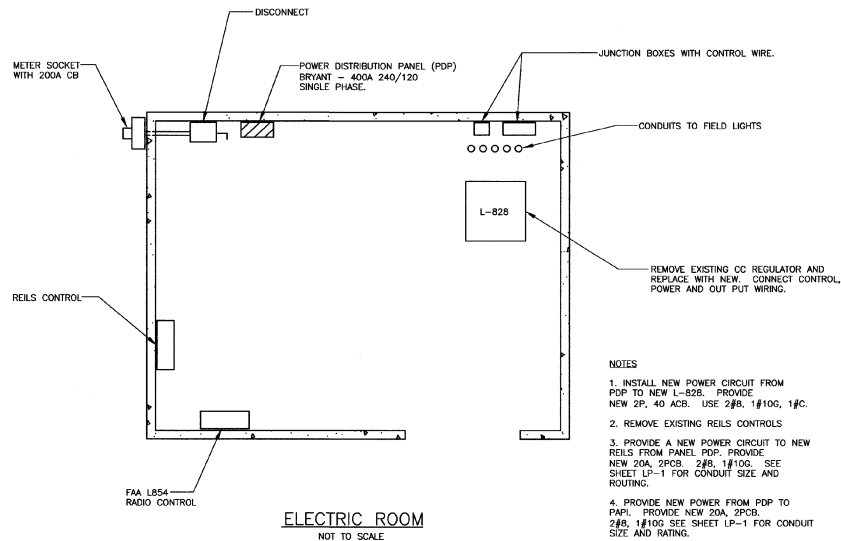 DISCONNECT
METER SOCKET
WITH 200A CB
POWER DISTRIBUTION PANEL (PDP)
BRYANT - 400A 240/120
SINGLE PHASE.
JUNCTION BOXES WITH CONTROL WIRE.
CONDUITS TO FIELD LIGHTS
L-828
REMOVE EXISTING CC REGULATOR AND
REPLACE WITH NEW. CONNECT CONTROL,
POWER AND OUT PUT WIRING.
REILS CONTROL
FAA L854
RADIO CONTROL
ELECTRIC ROOM
NOT TO SCALE
NOTES
1. INSTALL NEW POWER CIRCUIT FROM
PDP TO NEW L-828. PROVIDE
NEW 2P, 40 ACB. USE 2#8, 1#10G, 1#C.
2. REMOVE EXISTING REILS CONTROLS
3. PROVIDE A NEW POWER CIRCUIT TO NEW
REILS FROM PANEL PDP. PROVIDE
NEW 20A, 2PCB. 2#8, 1#10G. SEE
SHEET LP-1 FOR CONDUIT SIZE AND
ROUTING.
4. PROVIDE NEW POWER FROM PDP TO
PAPI. PROVIDE NEW 20A, 2PCB.
2#8, 1#10G SEE SHEET LP-1 FOR CONDUIT
SIZE AND RATING.